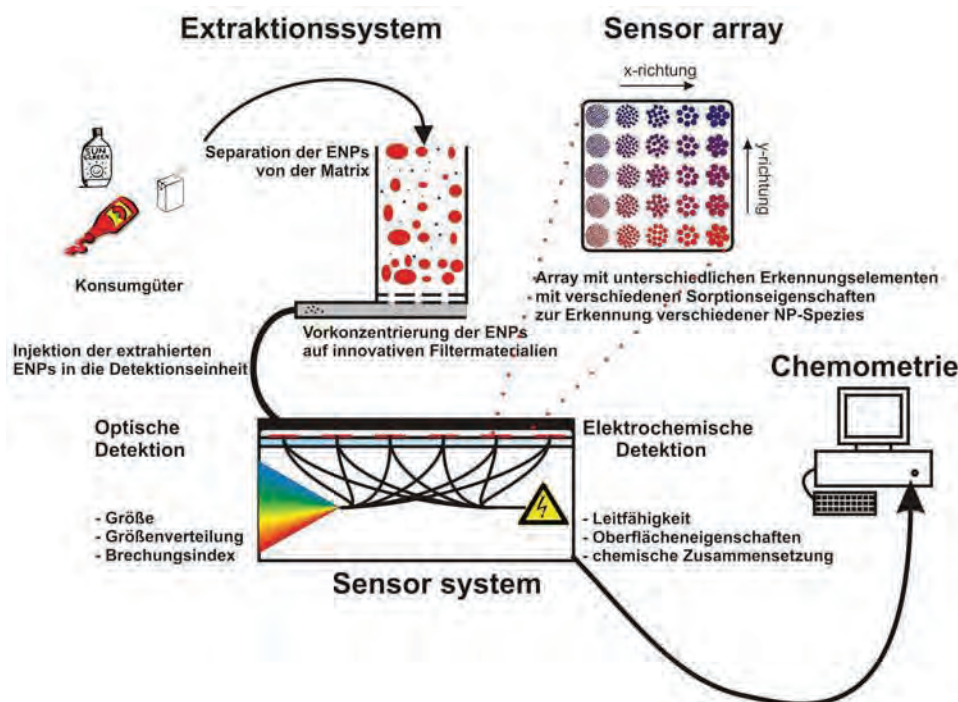 Extraktionssystem
Sensor array
x-richtung
y-richtung
SUN
SCREEN
Separation der ENPs
von der Matrix
Konsumgüter
Array mit unterschiedlichen Erkennungselementen
mit verschiedenen Sorptionseigenschaften
zur Erkennung verschiedener NP-Spezies
Vorkonzentrierung der ENPs
auf innovativen Filtermaterialien
Injektion der extrahierten
ENPs in die Detektionseinheit
Chemometrie
Optische
Detektion
Elektrochemische
Detektion
- Größe
- Größenverteilung
- Brechungsindex
- Leitfähigkeit
- Oberflächeneigenschaften
- chemische Zusammensetzung
Sensor system